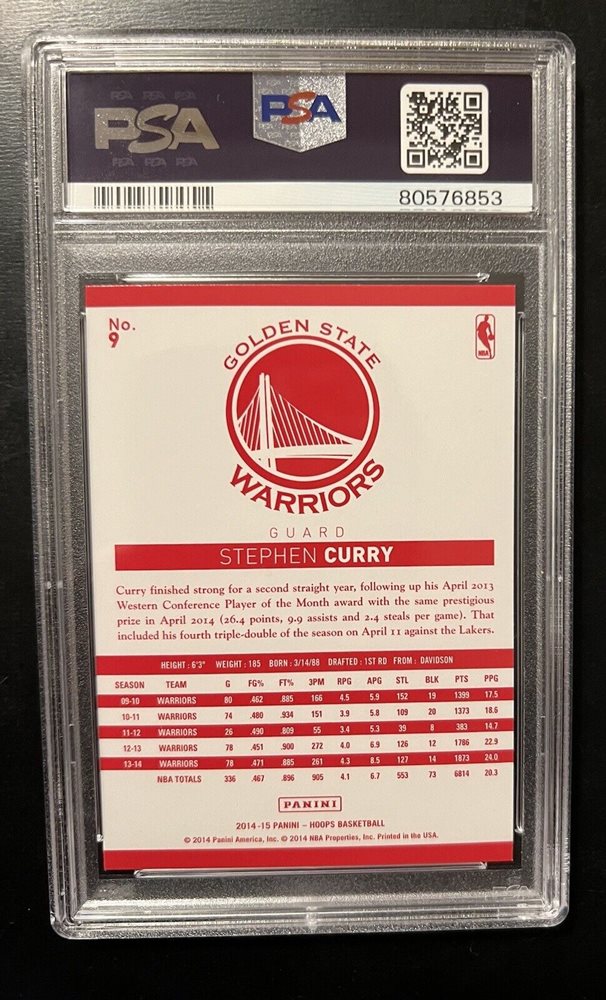 PSA PSA PSA
PSA
PSA PSA PSA
PSA
80576853
No.
9
GOLDEN STATE
WARRIORS
NBA
GUARD
STEPHEN CURRY
Curry finished strong for a second straight year, following up his April 2013
Western Conference Player of the Month award with the same prestigious
prize in April 2014 (26.4 points, 9.9 assists and 2.4 steals per game). That
included his fourth triple-double of the season on April 11 against the Lakers.
HEIGHT: 6'3" WEIGHT: 185 BORN: 3/14/88 DRAFTED: 1ST RD FROM: DAVIDSON
SEASON TEAM G FG% FT% 3PM RPG APG STL BLK PTS PPG
09-10 WARRIORS 80 .462 .885 166 4.5 5.9 152 19 1399 17.5
10-11 WARRIORS 74 .480 .934 151 3.9 5.8 109 20 1373 18.6
11-12 WARRIORS 26 .490 .809 55 3.4 5.3 39 8 383 14.7
12-13 WARRIORS 78 .451 .900 272 4.0 6.9 126 12 1786 22.9
13-14 WARRIORS 78 .471 .885 261 4.3 8.5 127 14 1873 24.0
NBA TOTALS 336 .467 .896 905 4.1 6.7 553 73 6814 20.3
PANINI
2014-15 PANINI – HOOPS BASKETBALL
© 2014 Panini America, Inc. © 2014 NBA Properties, Inc. Printed in the USA.